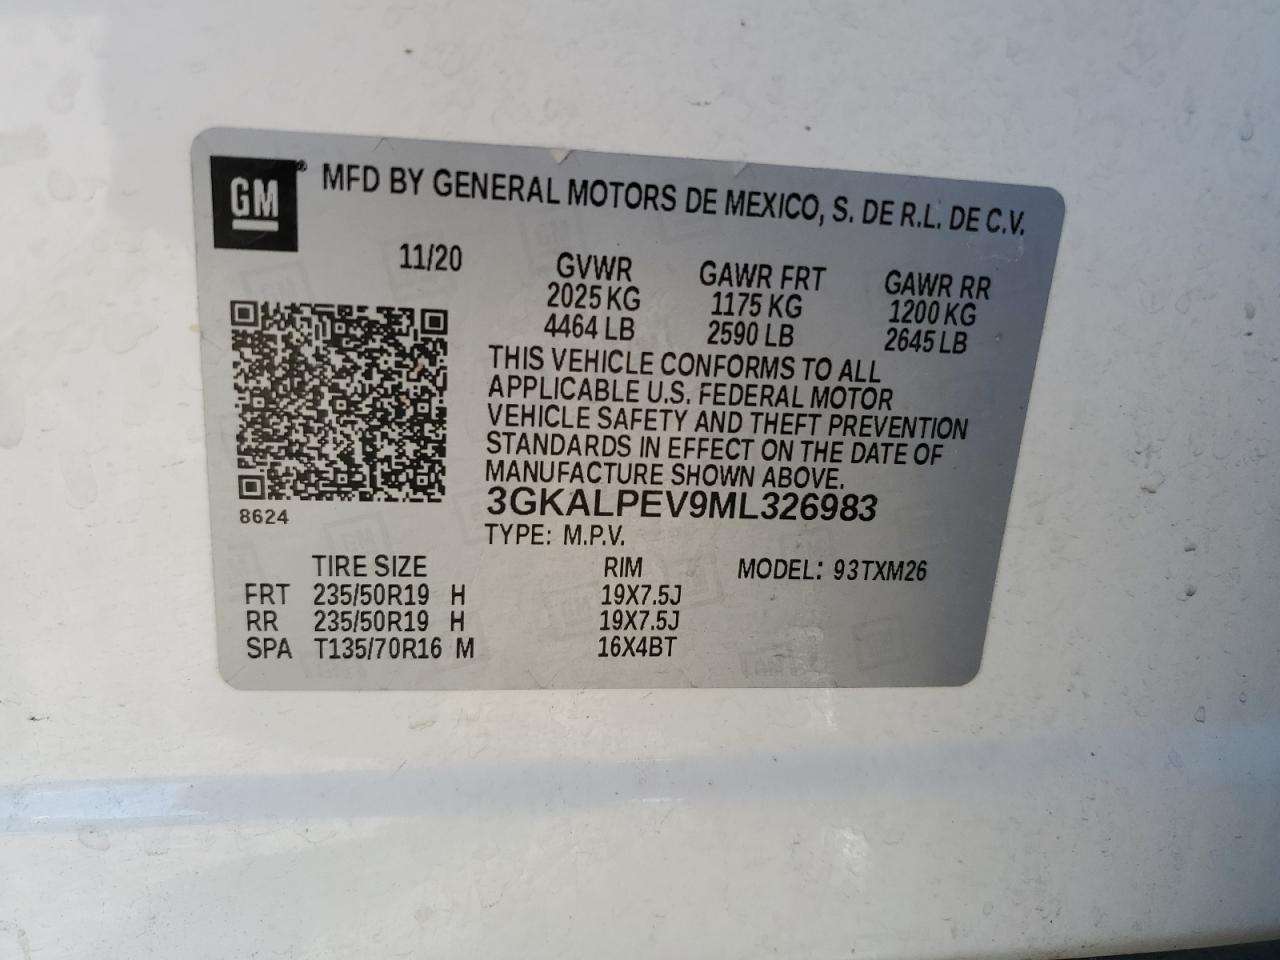 GM
MFD BY GENERAL MOTORS DE MEXICO, S. DE R.L. DE C.V.
11/20
GVWR GAWR FRT GAWR RR
2025 KG 1175 KG 1200 KG
4464 LB 2590 LB 2645 LB
THIS VEHICLE CONFORMS TO ALL
APPLICABLE U.S. FEDERAL MOTOR
VEHICLE SAFETY AND THEFT PREVENTION
STANDARDS IN EFFECT ON THE DATE OF
MANUFACTURE SHOWN ABOVE.
3GKALPEV9ML326983
8624
TYPE: M.P.V.
TIRE SIZE RIM MODEL: 93TXM26
FRT 235/50R19 H 19X7.5J
RR 235/50R19 H 19X7.5J
SPA T135/70R16 M 16X4BT